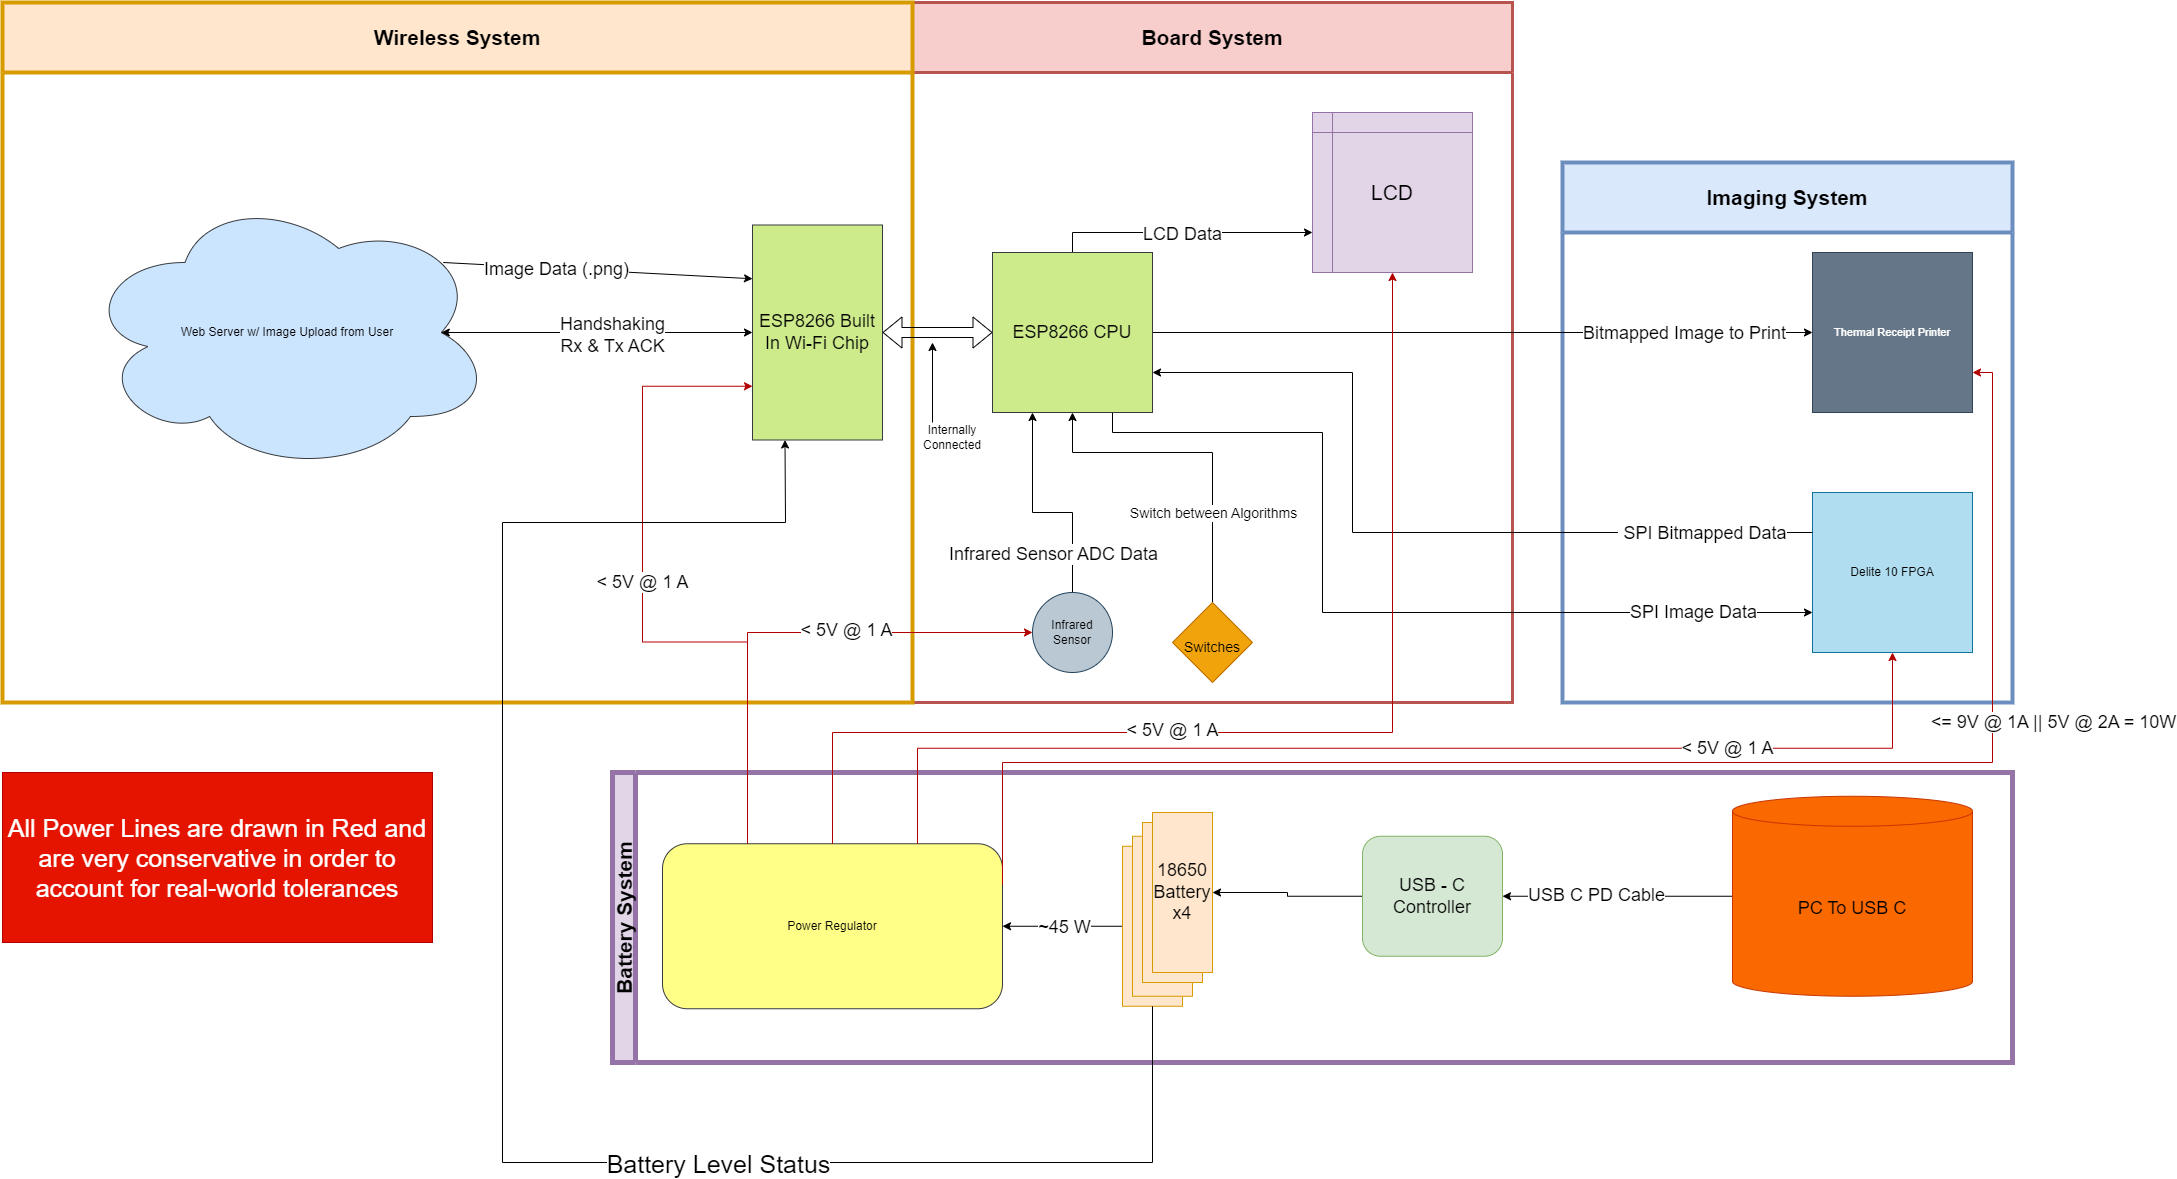 Wireless System
Board System
Imaging System
LCD
LCD Data
Image Data (.png)
Web Server w/ Image Upload from User
Handshaking
Rx & Tx ACK
ESP8266 Built
In Wi-Fi Chip
ESP8266 CPU
Bitmapped Image to Print
Thermal Receipt Printer
Internally
Connected
Switch between Algorithms
Infrared Sensor ADC Data
SPI Bitmapped Data
Delite 10 FPGA
SPI Image Data
< 5V @ 1 A
< 5V @ 1 A
Infrared
Sensor
Switches
< 5V @ 1 A
< 5V @ 1 A
<= 9V @ 1A || 5V @ 2A = 10W
All Power Lines are drawn in Red and
are very conservative in order to
account for real-world tolerances
Battery System
Power Regulator
~45 W
18650
Battery
x4
USB - C
Controller
USB C PD Cable
PC To USB C
Battery Level Status